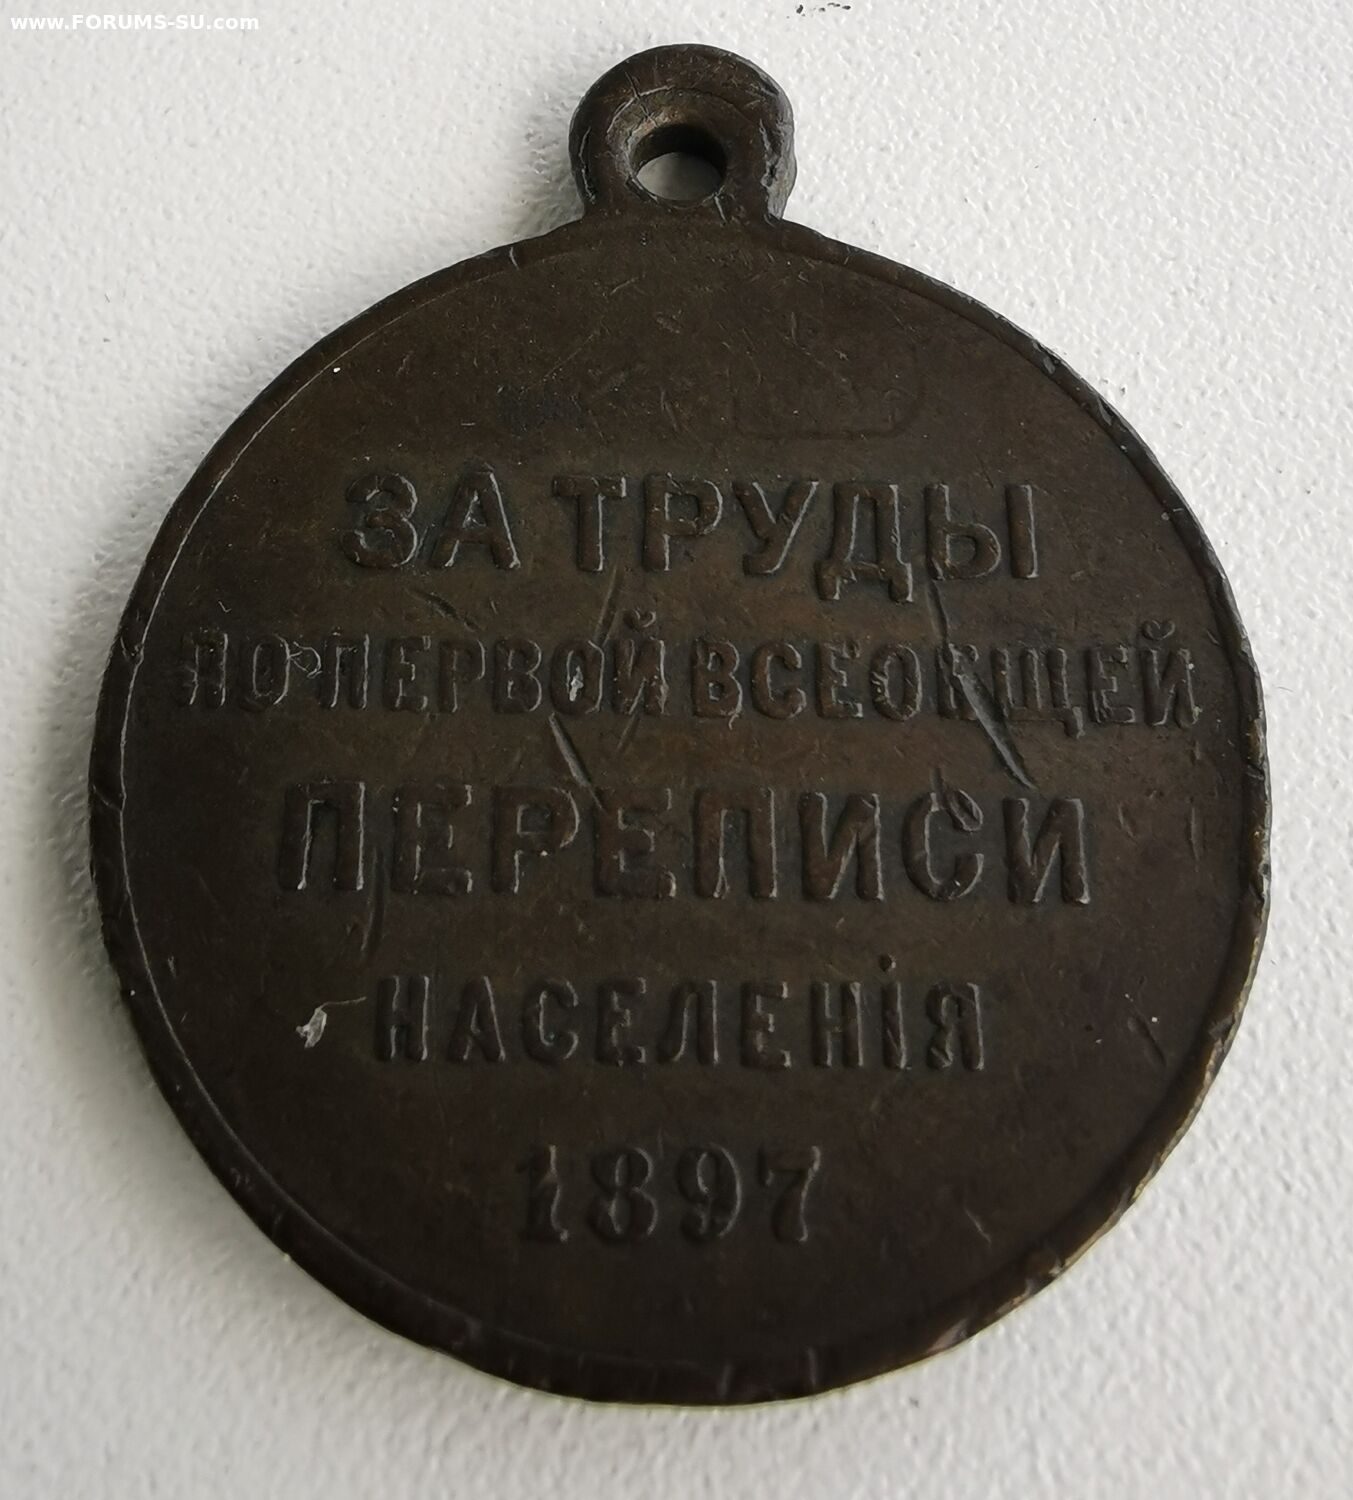 www.FORUMS-SU.com
ЗА ТРУДЫ
ПО ПЕРВОЙ ВСЕОБЩЕЙ
ПЕРЕПИСИ
НАСЕЛЕНІЯ
1897